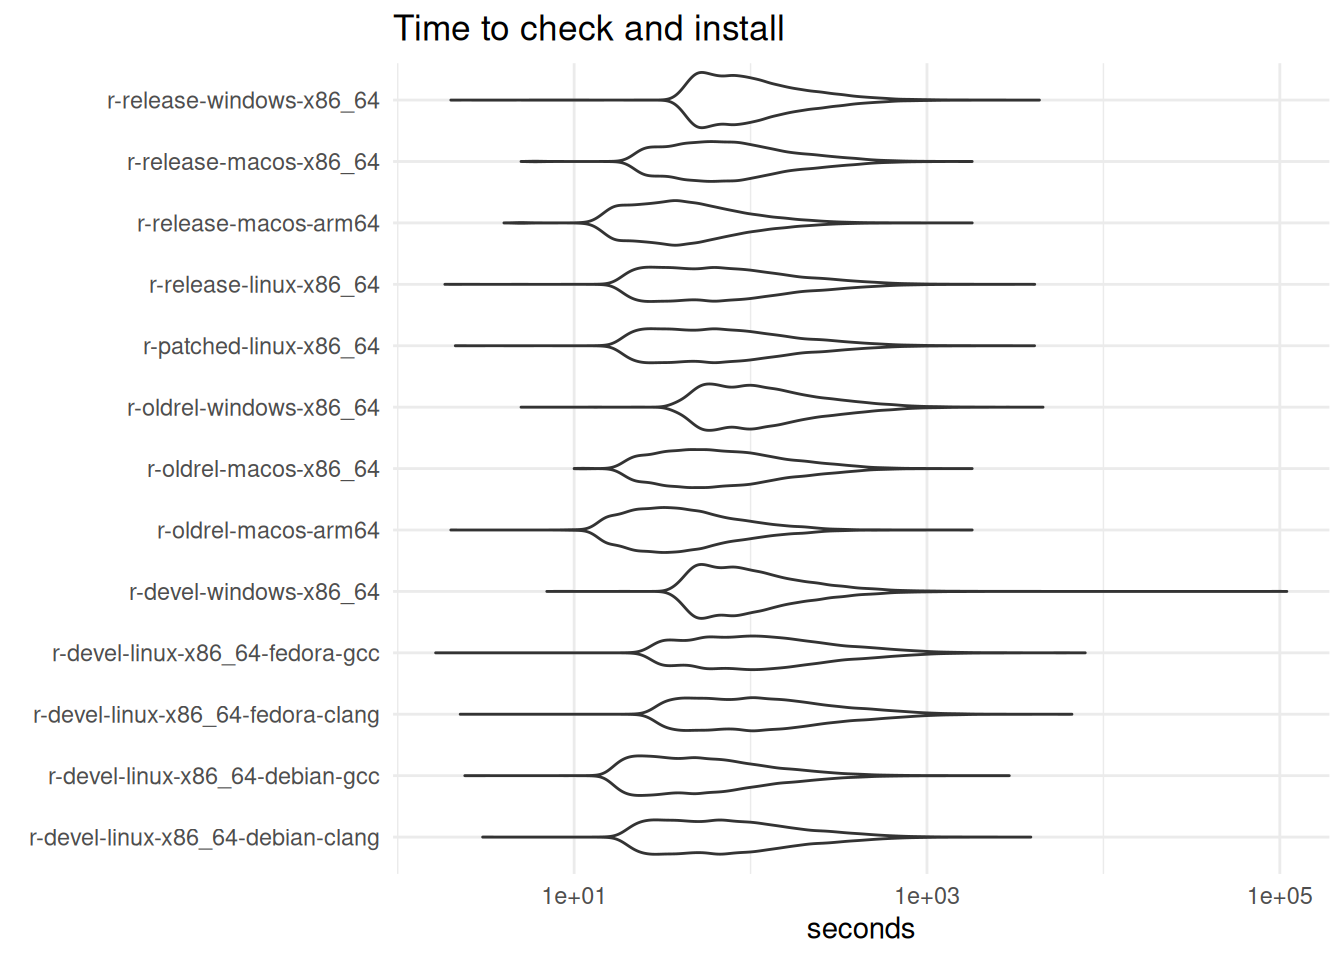 Time to check and install
r-release-windows-x86_64
r-release-macos-x86_64
r-release-macos-arm64
r-release-linux-x86_64
r-patched-linux-x86_64
r-oldrel-windows-x86_64
r-oldrel-macos-x86_64
r-oldrel-macos-arm64
r-devel-windows-x86_64
r-devel-linux-x86_64-fedora-gcc
r-devel-linux-x86_64-fedora-clang
r-devel-linux-x86_64-debian-gcc
r-devel-linux-x86_64-debian-clang
1e+01 1e+03 1e+05
seconds